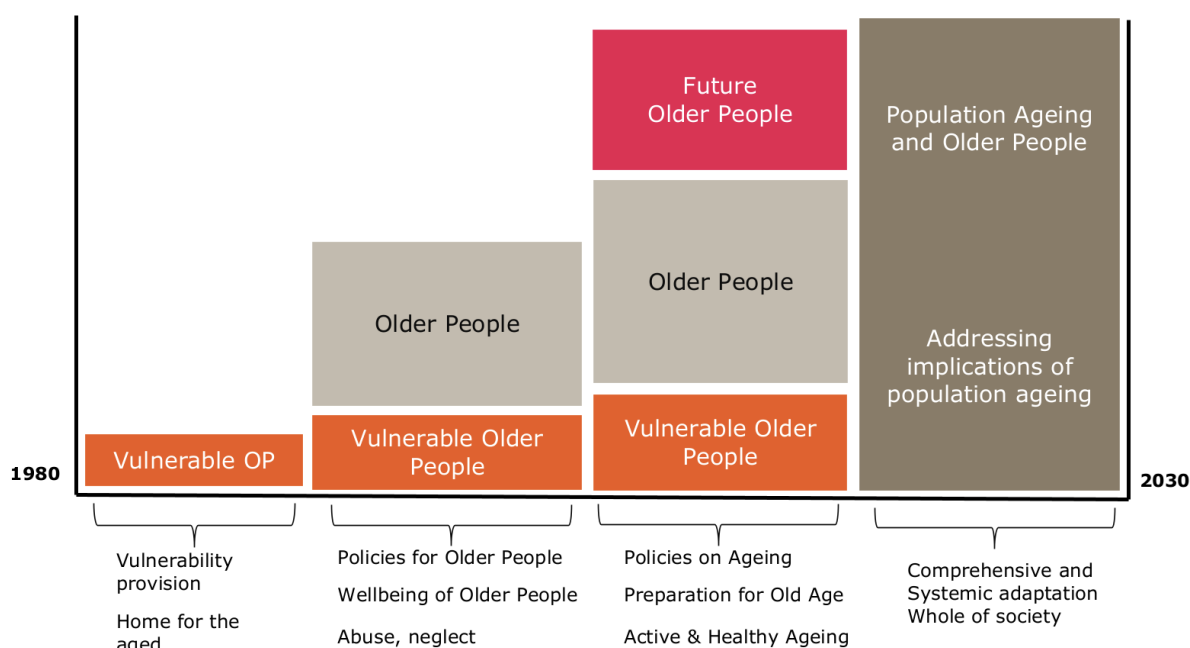 Future
Older People
Population Ageing
and Older People
Older People
Older People
Addressing
implications of
population ageing
Vulnerable OP
Vulnerable Older
People
Vulnerable Older
People
1980
2030
Vulnerability
provision
Home for the
aged
Policies for Older People
Wellbeing of Older People
Abuse, neglect
Policies on Ageing
Preparation for Old Age
Active & Healthy Ageing
Comprehensive and
Systemic adaptation
Whole of society